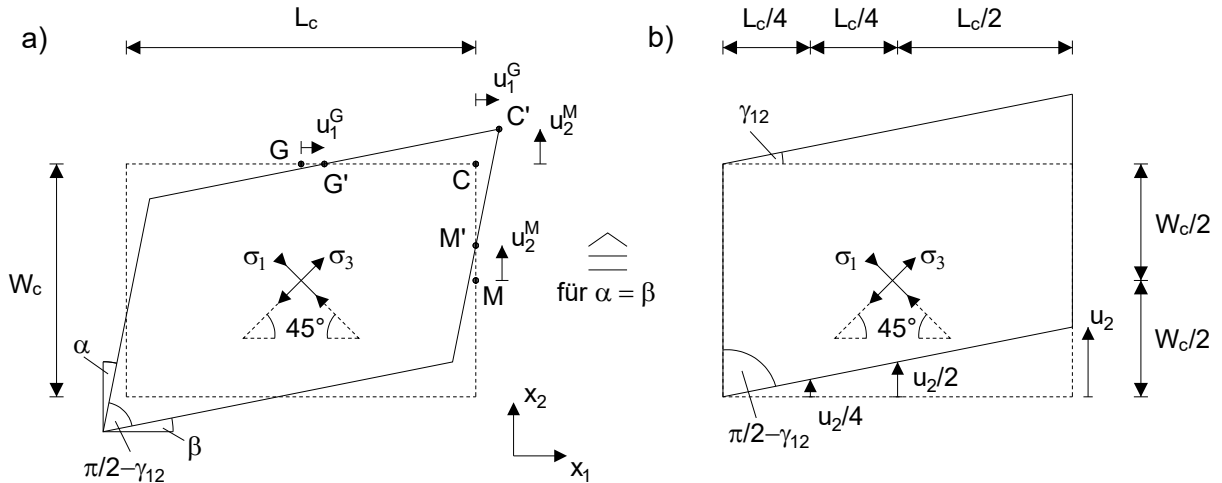 a)
L_c
u_1^G
u_1^G
C'
u_2^M
G
G'
C
W_c
σ_1
σ_3
M'
u_2^M
M
45°
α
β
π/2−γ_12
x_2
x_1
≙
für α = β
b)
L_c/4
L_c/4
L_c/2
γ_12
σ_1
σ_3
45°
W_c/2
W_c/2
u_2
u_2/2
u_2/4
π/2−γ_12